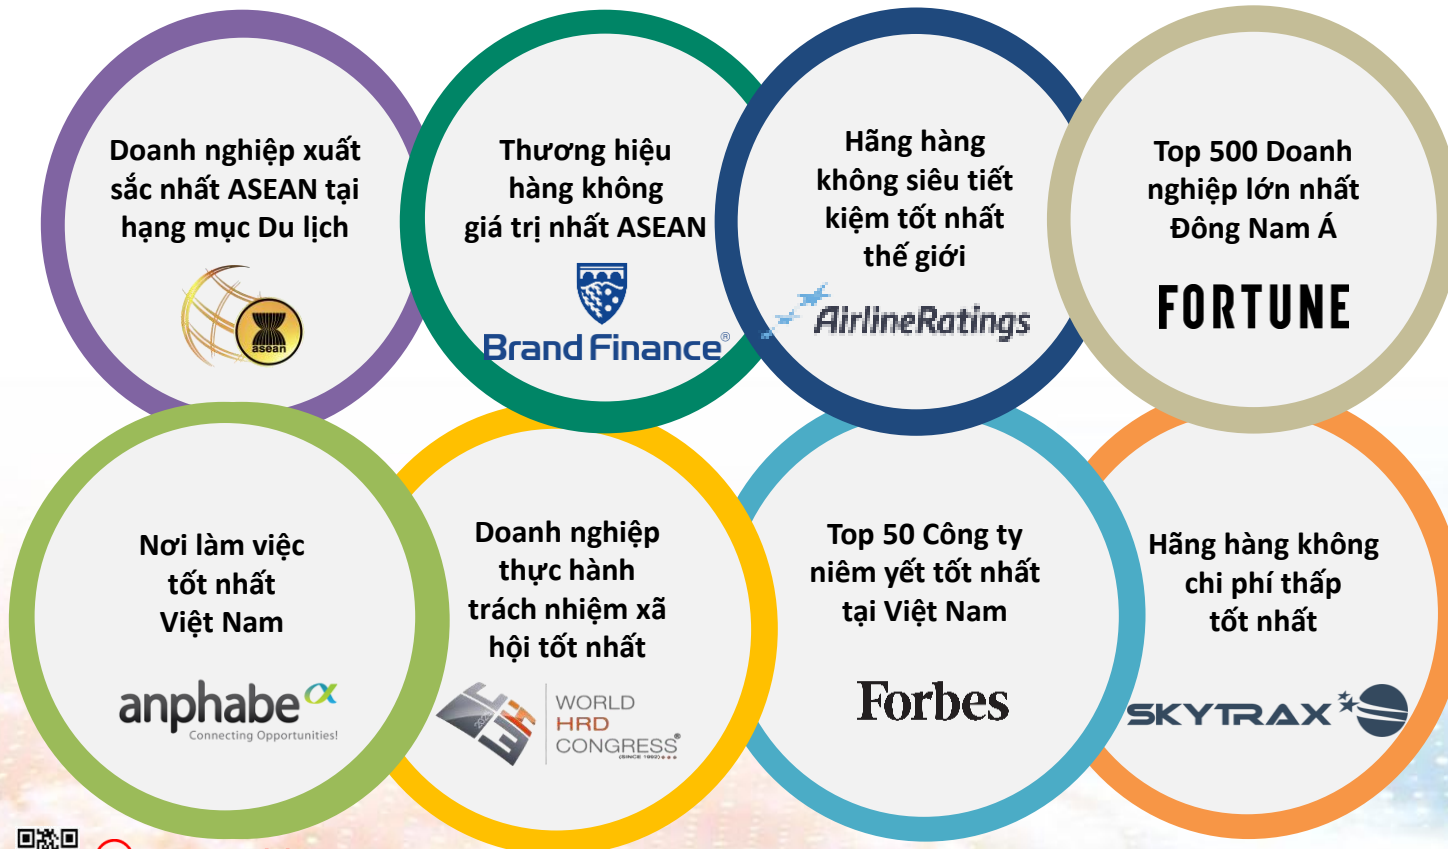 Doanh nghiệp xuất
sắc nhất ASEAN tại
hạng mục Du lịch
asean
Thương hiệu
hàng không
giá trị nhất ASEAN
Brand Finance®
Hãng hàng
không siêu tiết
kiệm tốt nhất
thế giới
AirlineRatings
Top 500 Doanh
nghiệp lớn nhất
Đông Nam Á
FORTUNE
Nơi làm việc
tốt nhất
Việt Nam
anphabe
Connecting Opportunities!
Doanh nghiệp
thực hành
trách nhiệm xã
hội tốt nhất
WORLD
HRD
CONGRESS®
(SINCE 1992)
Top 50 Công ty
niêm yết tốt nhất
tại Việt Nam
Forbes
Hãng hàng không
chi phí thấp
tốt nhất
SKYTRAX